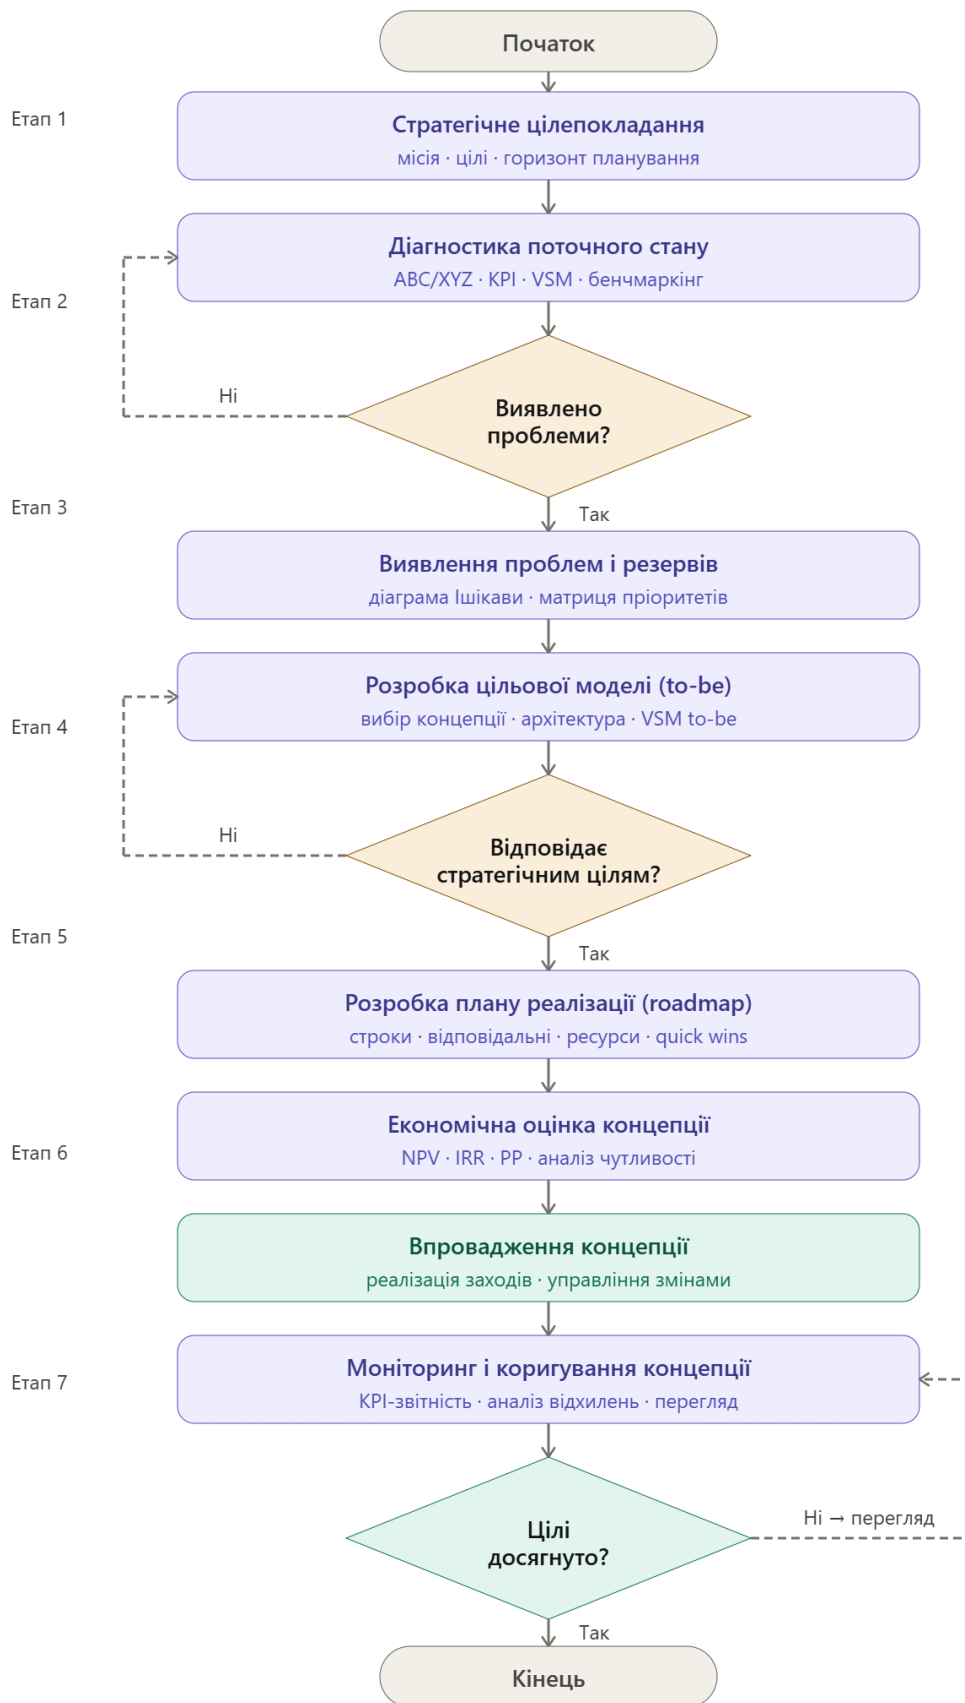 Початок
Етап 1
Стратегічне цілепокладання
місія · цілі · горизонт планування
Діагностика поточного стану
ABC/XYZ · KPI · VSM · бенчмаркінг
Етап 2
Ні
Виявлено
проблеми?
Етап 3
Так
Виявлення проблем і резервів
діаграма Ішікави · матриця пріоритетів
Розробка цільової моделі (to-be)
вибір концепції · архітектура · VSM to-be
Етап 4
Ні
Відповідає
стратегічним цілям?
Етап 5
Так
Розробка плану реалізації (roadmap)
строки · відповідальні · ресурси · quick wins
Економічна оцінка концепції
NPV · IRR · PP · аналіз чутливості
Етап 6
Впровадження концепції
реалізація заходів · управління змінами
Моніторинг і коригування концепції
KPI-звітність · аналіз відхилень · перегляд
Етап 7
Ні → перегляд
Цілі
досягнуто?
Так
Кінець